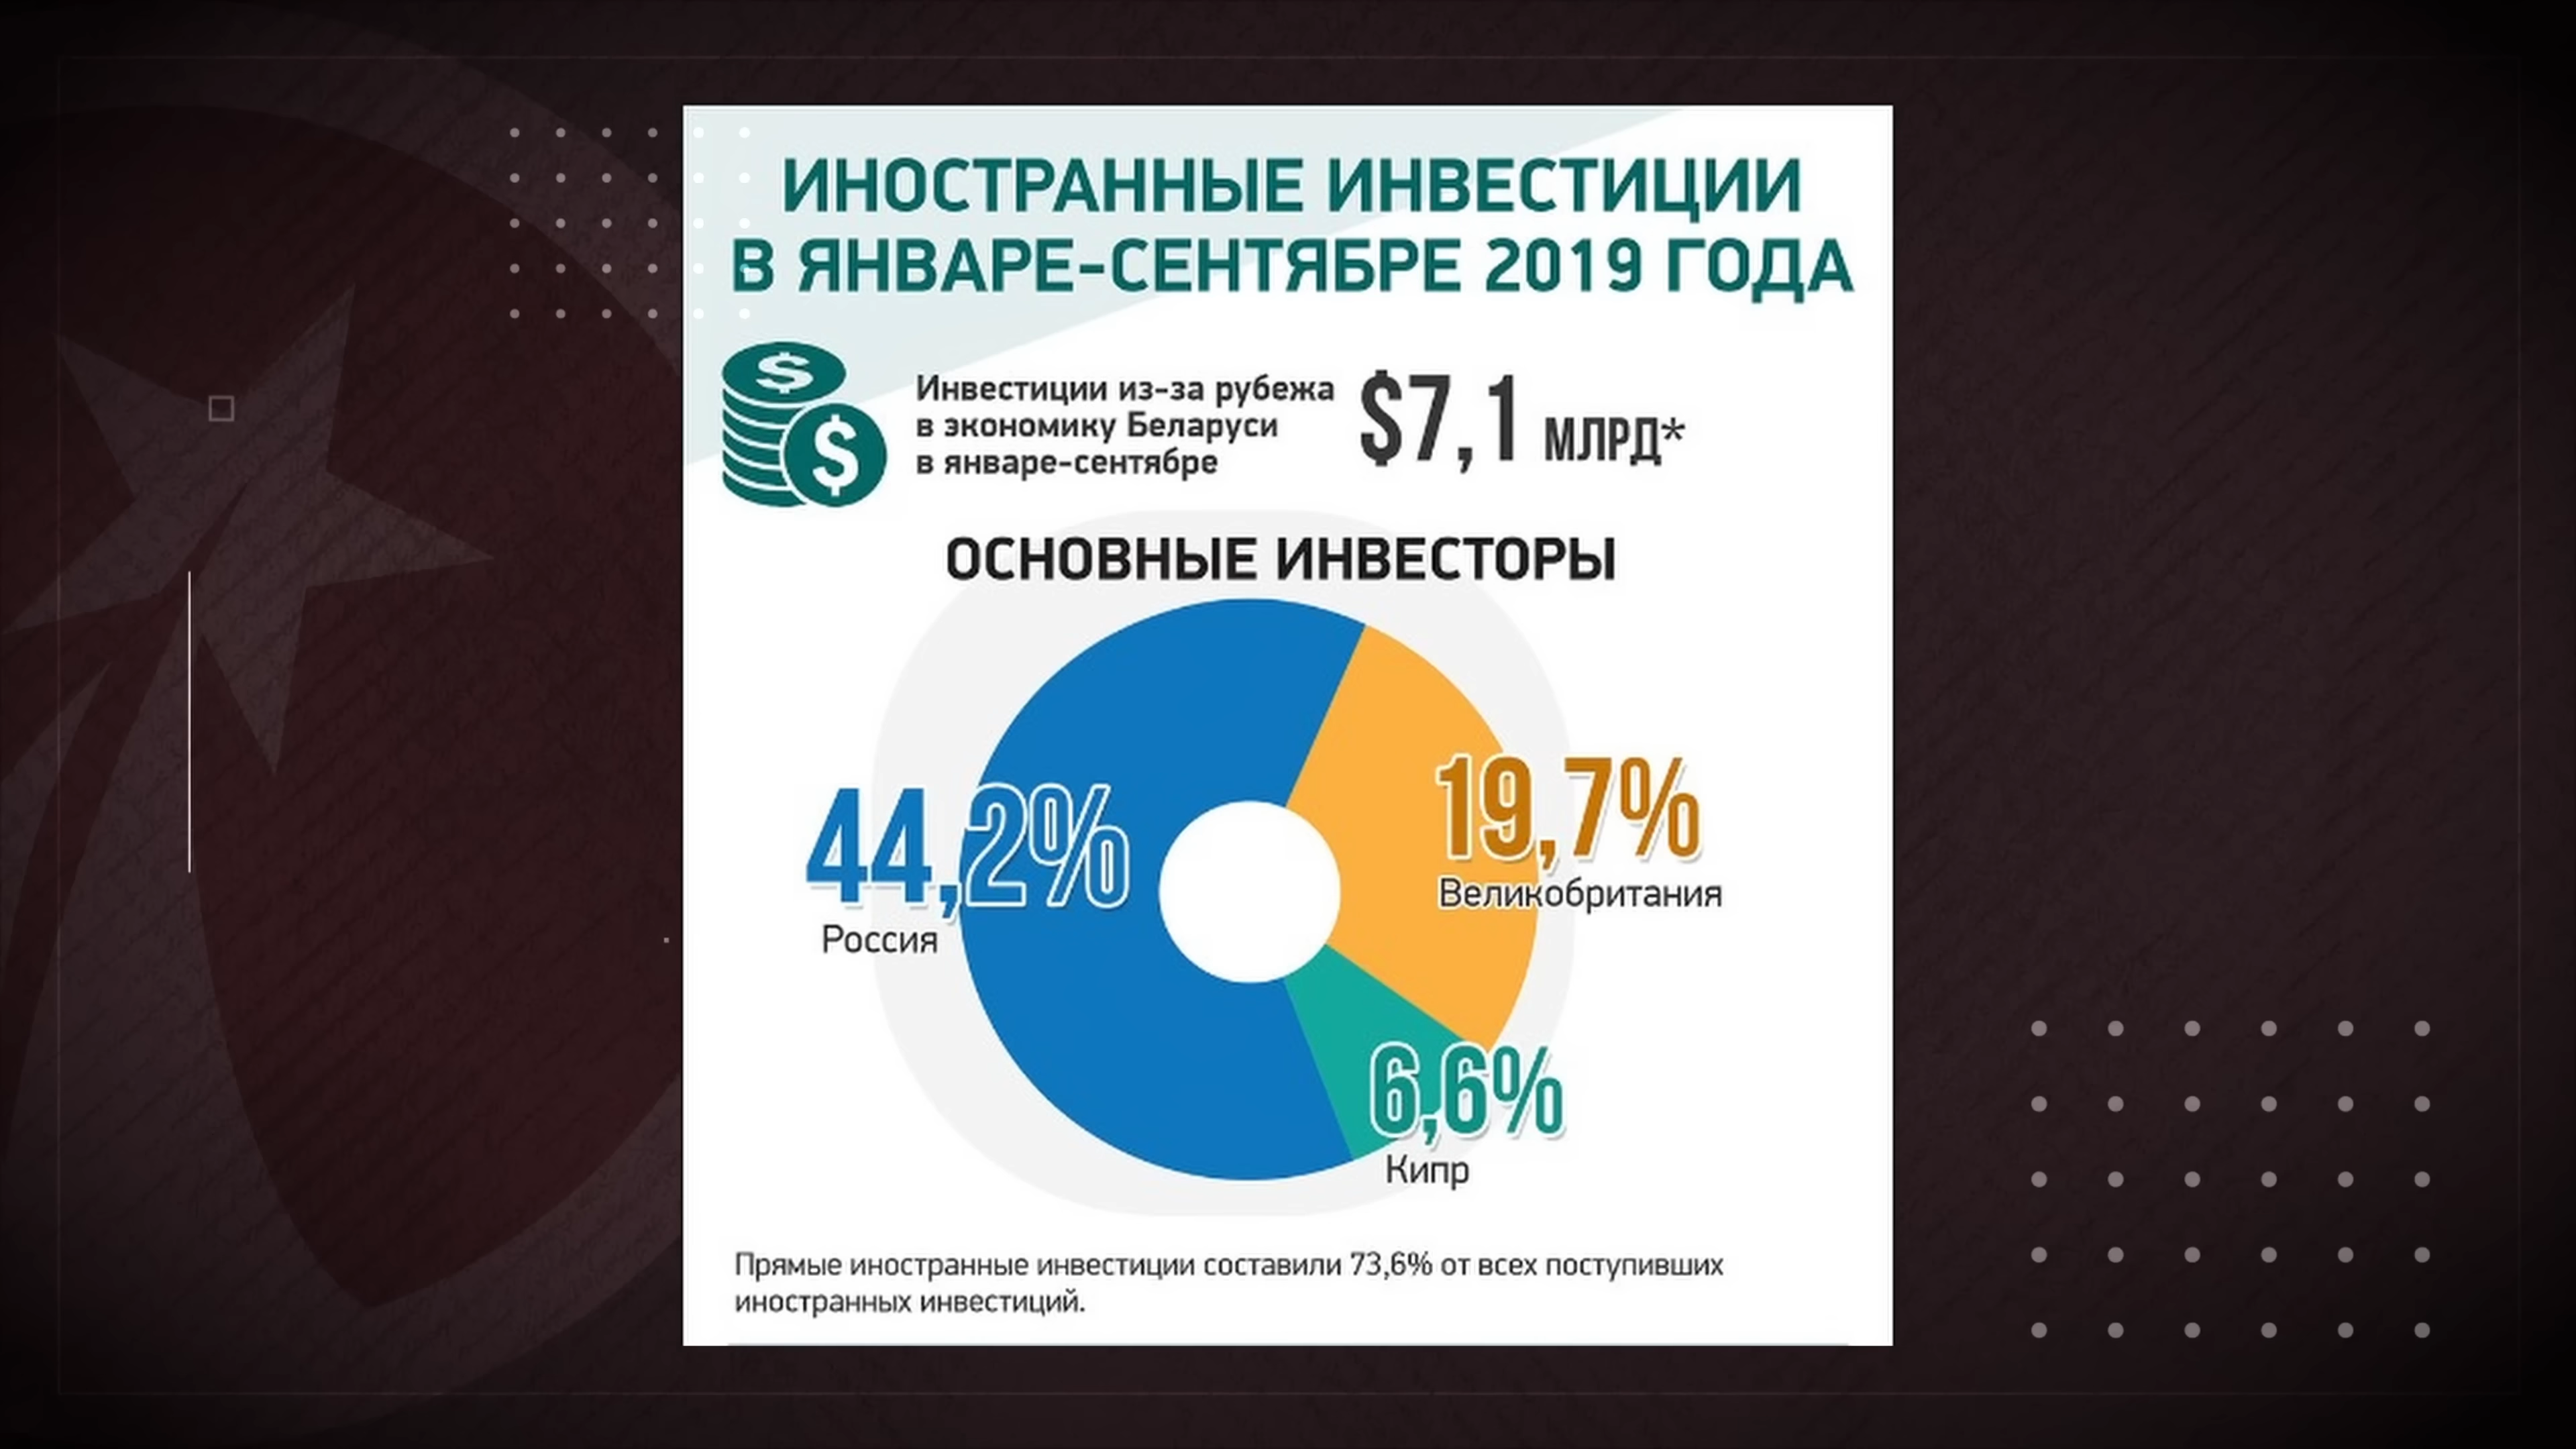 ИНОСТРАННЫЕ ИНВЕСТИЦИИ
В ЯНВАРЕ-СЕНТЯБРЕ 2019 ГОДА
Инвестиции из-за рубежа
в экономику Беларуси
в январе-сентябре
$7,1 МЛРД*
ОСНОВНЫЕ ИНВЕСТОРЫ
19,7%
Великобритания
44,2%
Россия
6,6%
Кипр
Прямые иностранные инвестиции составили 73,6% от всех поступивших
иностранных инвестиций.